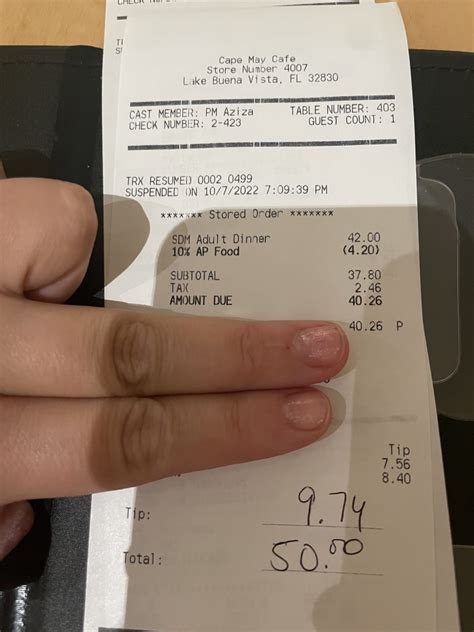 Cape May Cafe
Store Number 4007
Lake Buena Vista, FL 32830
CAST MEMBER: PM Aziza TABLE NUMBER: 403
CHECK NUMBER: 2-423 GUEST COUNT: 1
TRX RESUMED 0002 0499
SUSPENDED ON 10/7/2022 7:09:39 PM
******* Stored Order *******
SDM Adult Dinner 42.00
10% AP Food (4.20)
SUBTOTAL 37.80
TAX 2.46
AMOUNT DUE 40.26
40.26 P
Tip
7.56
8.40
Tip: 9.74
Total: 50.00